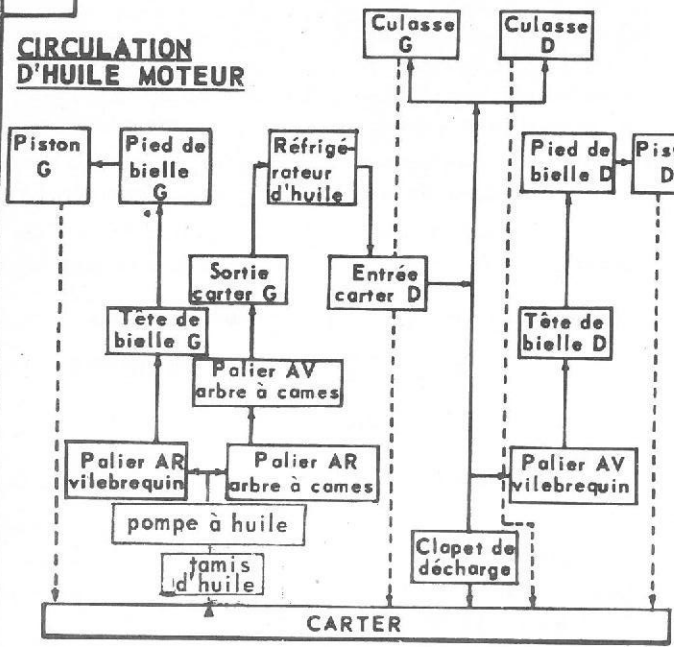 CIRCULATION
D'HUILE MOTEUR
Culasse
G
Culasse
D
Piston
G
Pied de
bielle
G
Réfrigé-
rateur
d'huile
Pied de
bielle D
D
Sortie
carter G
Entrée
carter D
Tête de
bielle G
Tête de
bielle D
Palier AV
arbre à cames
Palier AR
vilebrequin
Palier AR
arbre à cames
Palier AV
vilebrequin
pompe à huile
Clapet de
décharge
tamis
d'huile
CARTER